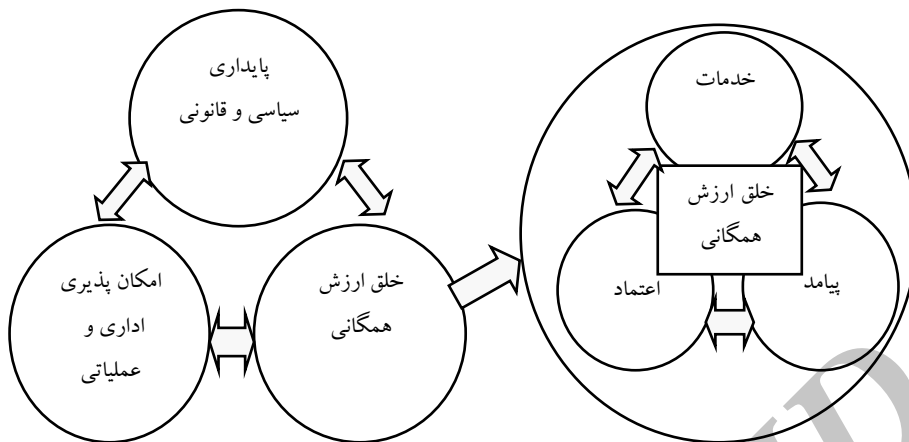 پایداری
سیاسی و قانونی
امکان پذیری
اداری و
عملیاتی
خلق ارزش
همگانی
خدمات
خلق ارزش
همگانی
اعتماد
پیامد